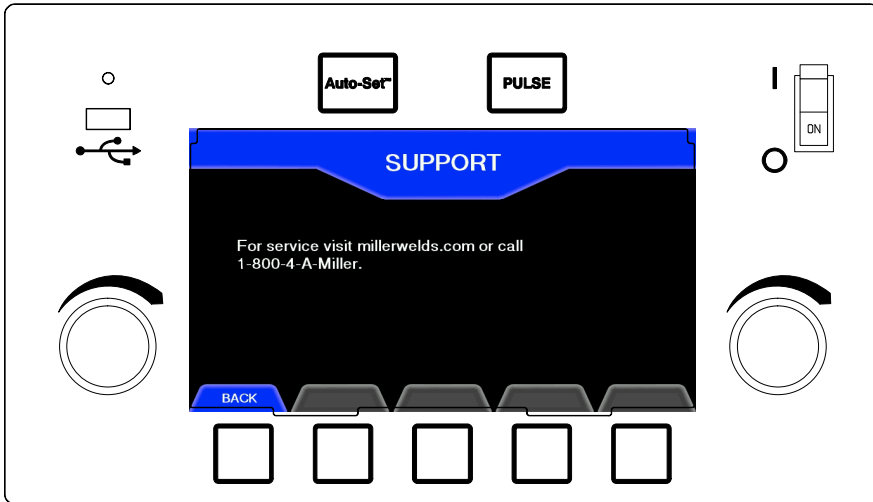 Auto-Set™
PULSE
ON
SUPPORT
For service visit millerwelds.com or call
1-800-4-A-Miller.
BACK